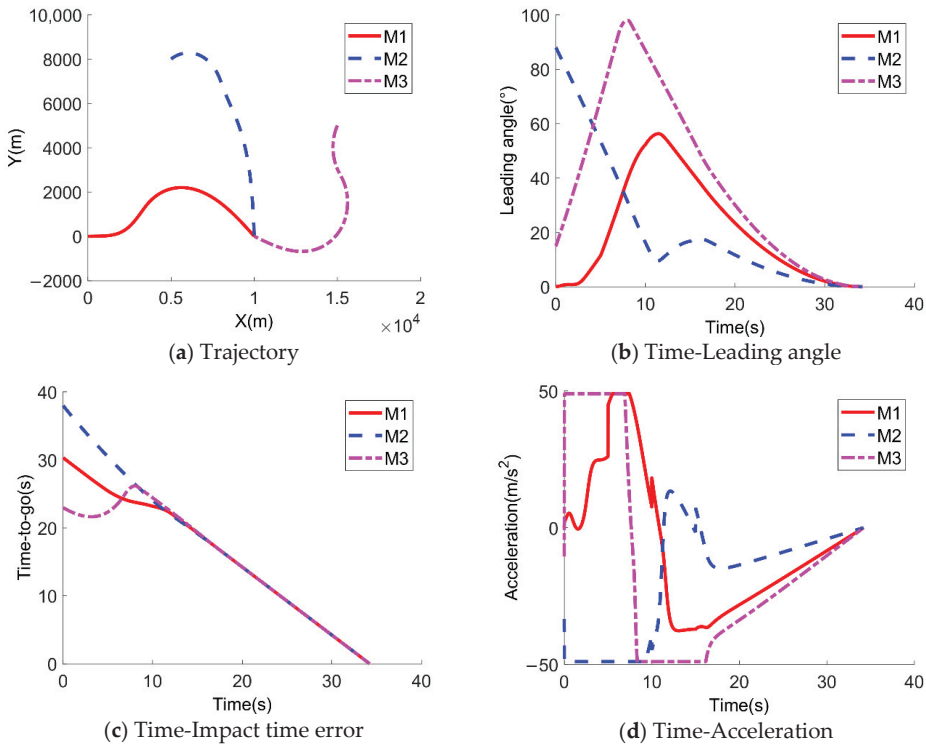 10,000
8000
6000
4000
2000
0
−2000
Y(m)
M1
M2
M3
0 0.5 1 1.5 2
X(m)
×10⁴
(a) Trajectory
100
80
60
40
20
0
Leading angle(°)
M1
M2
M3
0 10 20 30 40
Time(s)
(b) Time-Leading angle
40
30
20
10
0
Time-to-go(s)
M1
M2
M3
0 10 20 30 40
Time(s)
(c) Time-Impact time error
50
0
−50
Acceleration(m/s²)
M1
M2
M3
0 10 20 30 40
Time(s)
(d) Time-Acceleration